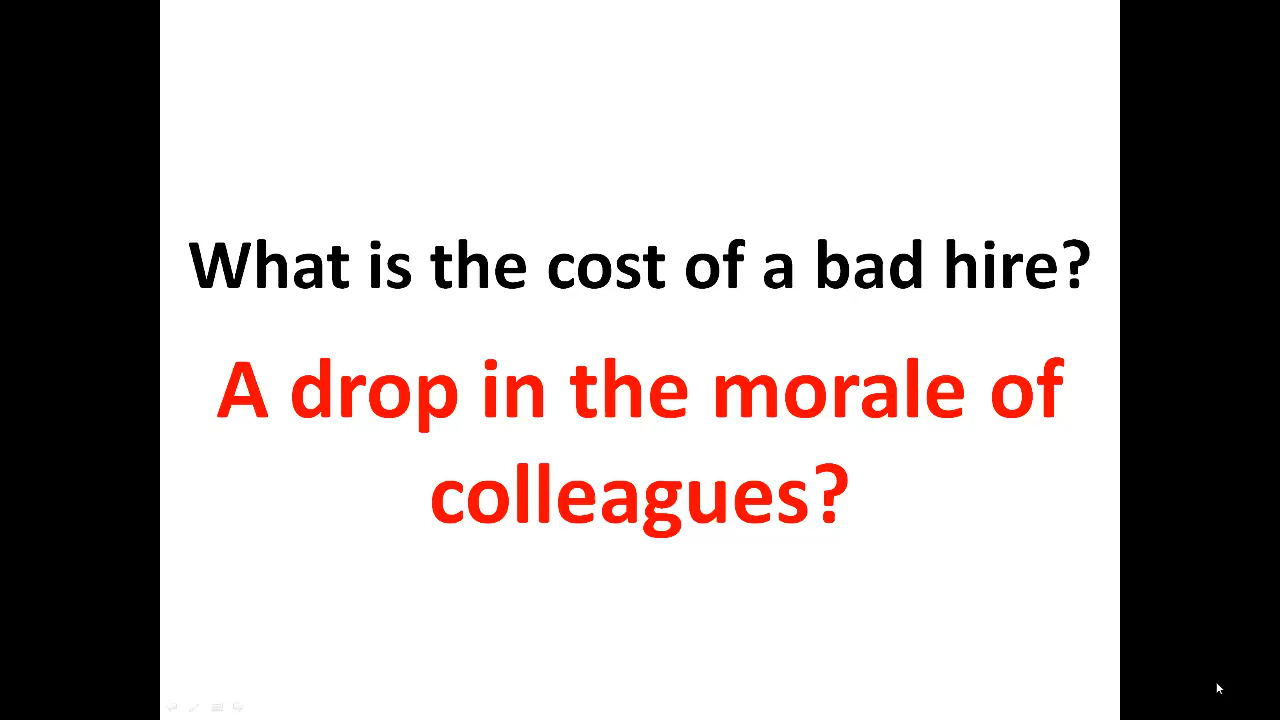 What is the cost of a bad hire?
A drop in the morale of
colleagues?